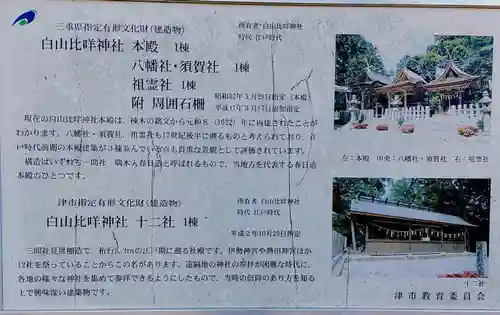 三重県指定有形文化財(建造物)
所有者 白山比咩神社
時代 江戸時代
白山比咩神社 本殿 1棟
八幡社・須賀社 1棟
祖霊社 1棟
附 周囲石柵
昭和32年3月29日指定(本殿)
平成17年3月17日追加指定
現在の白山比咩神社本殿は、棟木の銘文から元和8(1622)年に再建されたことが
わかります。八幡社・須賀社、祖霊社も17世紀後半に遡るものと考えられており、江
戸時代前期の本殿建築が3棟並んでいる点も貴重な景観として評価されています。
構造はいずれも一間社 隅木入春日造と呼ばれるもので、当地方を代表する春日造
本殿のひとつです。
左:本殿 中央:八幡社・須賀社 右:祖霊社
津市指定有形文化財(建造物)
所有者 白山比咩神社
時代 江戸時代
白山比咩神社 十二社 1棟
平成2年10月29日指定
三間社見世棚造で、桁行 の江戸期に遡る社殿です。伊勢神宮や熱田神宮ほか
12社を祭っていることからこの名があります。遠隔地の神社の参拝が困難な時代に、
各地の様々な神社を集めて参拝できるようにしたもので、当時の信仰のあり方を知る
上で興味深い建築物です。
十二社
津市教育委員会